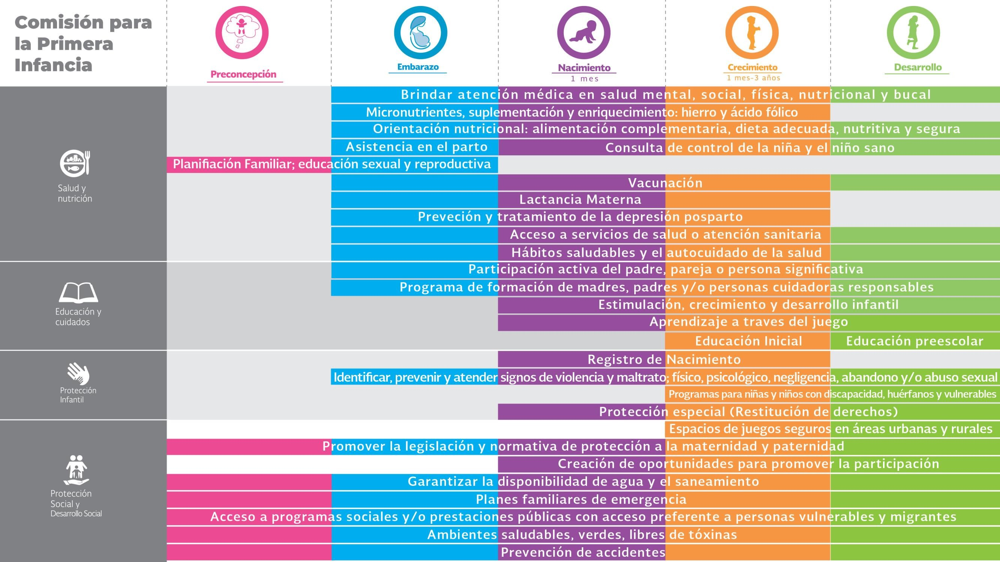 Comisión para
la Primera
Infancia
Preconcepción
Embarazo
Nacimiento
1 mes
Crecimiento
1 mes-3 años
Desarrollo
Salud y
nutrición
Brindar atención médica en salud mental, social, física, nutricional y bucal
Micronutrientes, suplementación y enriquecimiento: hierro y ácido fólico
Orientación nutricional: alimentación complementaria, dieta adecuada, nutritiva y segura
Asistencia en el parto
Consulta de control de la niña y el niño sano
Planifiación Familiar; educación sexual y reproductiva
Vacunación
Lactancia Materna
Preveción y tratamiento de la depresión posparto
Acceso a servicios de salud o atención sanitaria
Hábitos saludables y el autocuidado de la salud
Educación y
cuidados
Participación activa del padre, pareja o persona significativa
Programa de formación de madres, padres y/o personas cuidadoras responsables
Estimulación, crecimiento y desarrollo infantil
Aprendizaje a traves del juego
Educación Inicial
Educación preescolar
Protección
Infantil
Registro de Nacimiento
Identificar, prevenir y atender signos de violencia y maltrato; físico, psicológico, negligencia, abandono y/o abuso sexual
Programas para niñas y niños con discapacidad, huérfanos y vulnerables
Protección especial (Restitución de derechos)
Protección
Social y
Desarrollo Social
Espacios de juegos seguros en áreas urbanas y rurales
Promover la legislación y normativa de protección a la maternidad y paternidad
Creación de oportunidades para promover la participación
Garantizar la disponibilidad de agua y el saneamiento
Planes familiares de emergencia
Acceso a programas sociales y/o prestaciones públicas con acceso preferente a personas vulnerables y migrantes
Ambientes saludables, verdes, libres de tóxinas
Prevención de accidentes